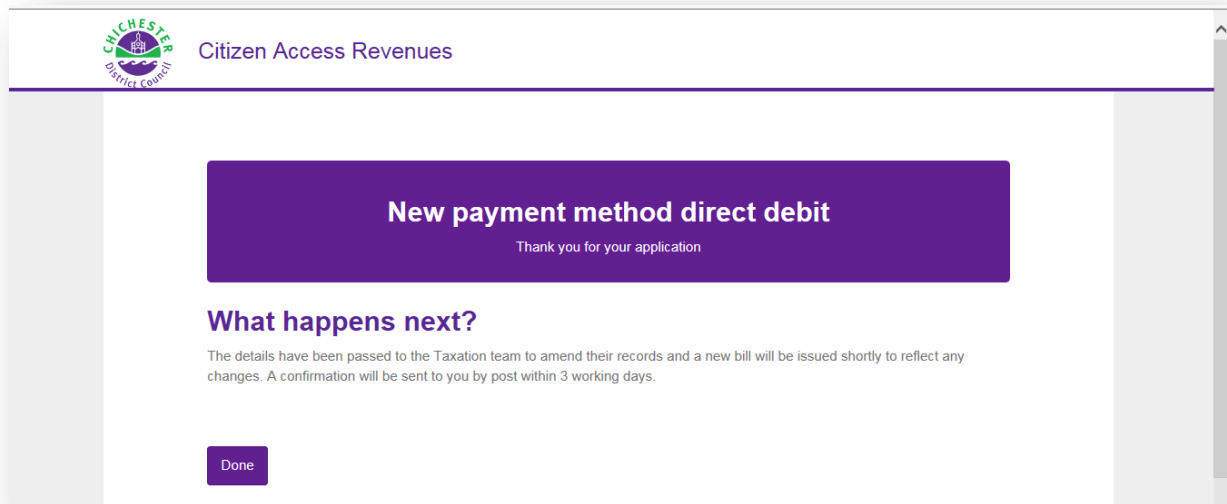 CHICHESTER
District Council
Citizen Access Revenues
New payment method direct debit
Thank you for your application
What happens next?
The details have been passed to the Taxation team to amend their records and a new bill will be issued shortly to reflect any
changes. A confirmation will be sent to you by post within 3 working days.
Done